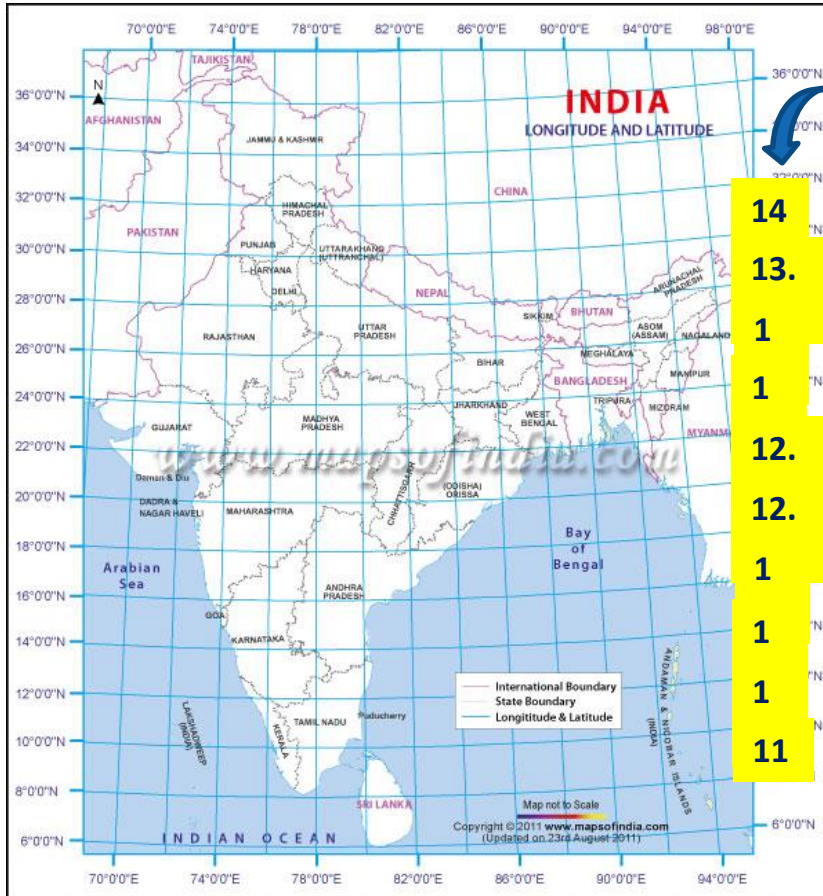 70°0'0"E 74°0'0"E 78°0'0"E 82°0'0"E 86°0'0"E 90°0'0"E 94°0'0"E 98°0'0"E
TAJIKISTAN
N
36°0'0"N
36°0'0"N
INDIA
LONGITUDE AND LATITUDE
AFGHANISTAN
JAMMU & KASHMIR
34°0'0"N
32°0'0"N
32°0'0"N
CHINA
HIMACHAL
PRADESH
14
PAKISTAN
PUNJAB
UTTARAKHAND
(UTTRANCHAL)
30°0'0"N
HARYANA
13.
DELHI
NEPAL
ARUNACHAL
PRADESH
28°0'0"N
SIKKIM
BHUTAN
RAJASTHAN
UTTAR
PRADESH
ASOM
(ASSAM)
NAGALAND
1
26°0'0"N
BIHAR
MEGHALAYA
BANGLADESH
MANIPUR
1
24°0'0"N
JHARKHAND
TRIPURA
MIZORAM
GUJARAT
MADHYA
PRADESH
WEST
BENGAL
22°0'0"N
12.
www.mapsofindia.com
Daman & Diu
CHHATTISGARH
(ODISHA)
ORISSA
20°0'0"N
DADRA &
NAGAR HAVELI
MAHARASHTRA
12.
18°0'0"N
Bay
of
Bengal
Arabian
Sea
1
ANDHRA
PRADESH
16°0'0"N
GOA
1
14°0'0"N
KARNATAKA
ANDAMAN & NICOBAR ISLANDS
(INDIA)
12°0'0"N
International Boundary
State Boundary
Longititude & Latitude
1
LAKSHADWEEP
(INDIA)
TAMIL NADU
Puducherry
KERALA
10°0'0"N
11
8°0'0"N
SRI LANKA
Map not to Scale
Copyright © 2011 www.mapsofindia.com
(Updated on 23rd August 2011)
6°0'0"N
6°0'0"N
INDIAN OCEAN
70°0'0"E 74°0'0"E 78°0'0"E 82°0'0"E 86°0'0"E 90°0'0"E 94°0'0"E